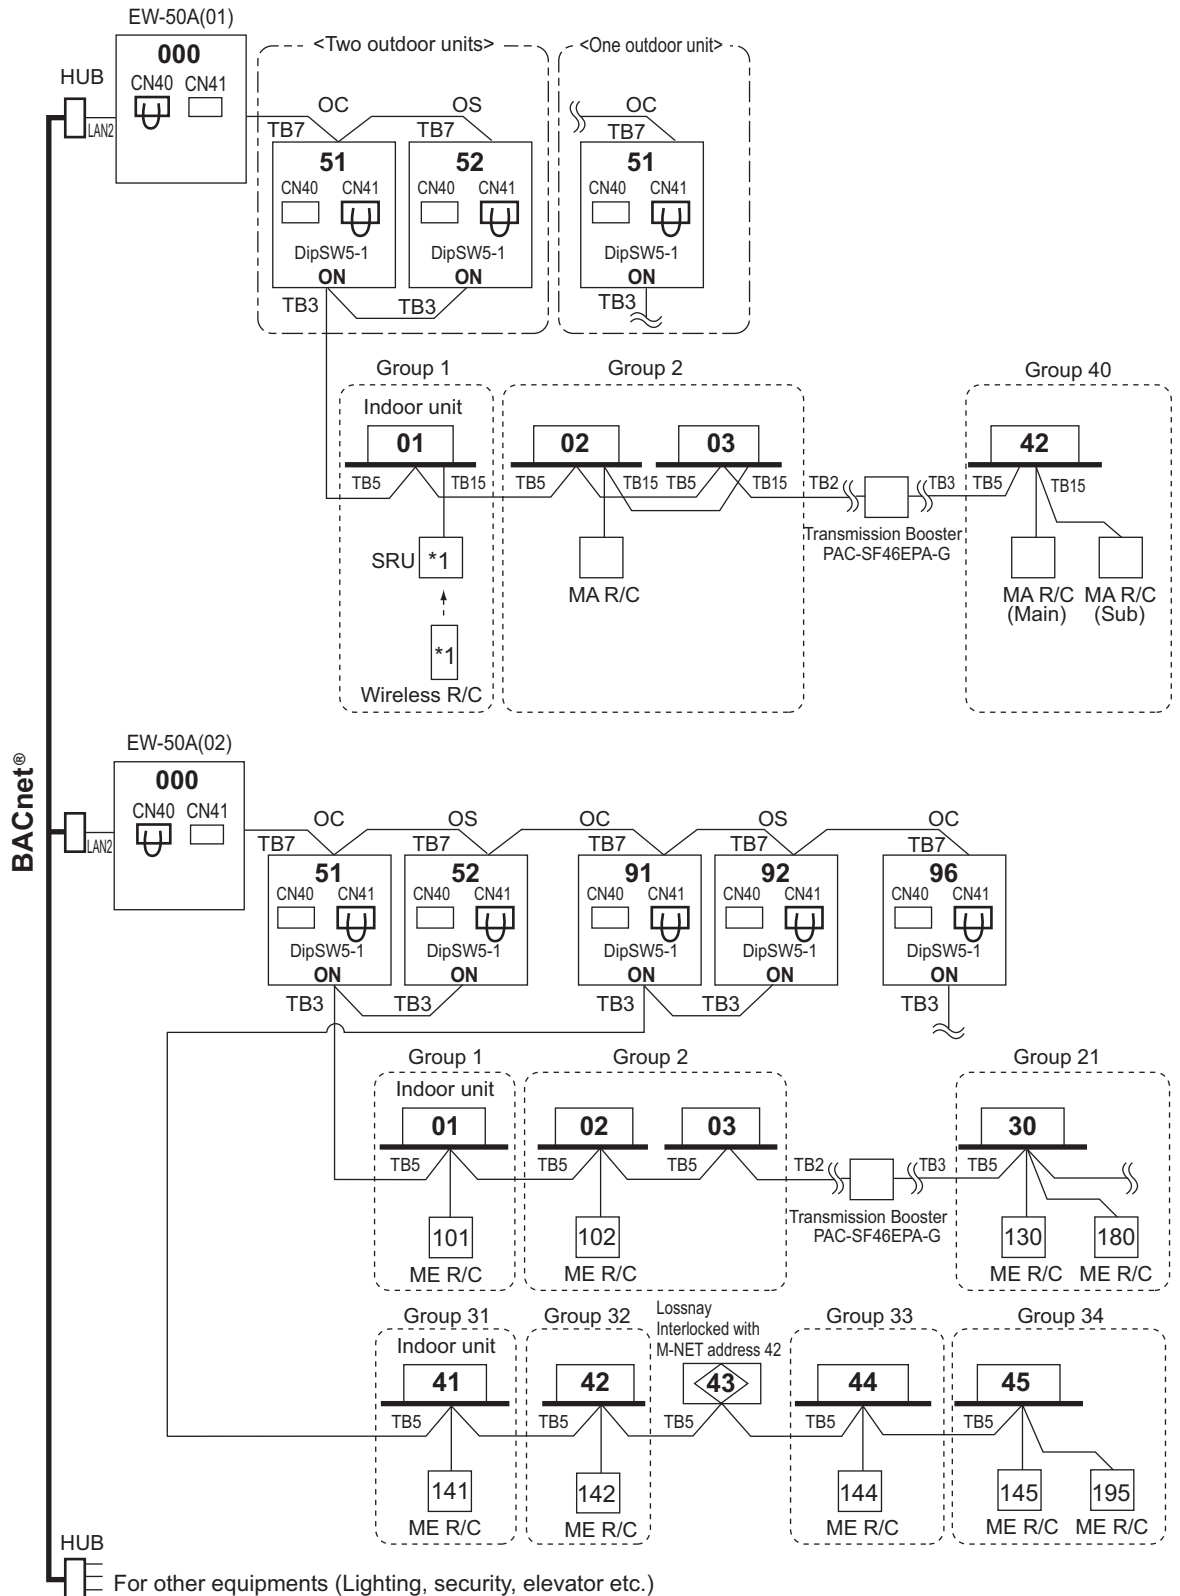 EW-50A(01)
000
CN40 CN41
HUB
LAN2
<Two outdoor units>
<One outdoor unit>
OC OS OC
TB7 TB7 TB7
51 52 51
CN40 CN41 CN40 CN41 CN40 CN41
DipSW5-1 DipSW5-1 DipSW5-1
ON ON ON
TB3 TB3 TB3
Group 1 Group 2 Group 40
Indoor unit
01 02 03 42
TB5 TB15 TB5 TB15 TB5 TB15 TB2 TB3 TB5 TB15
Transmission Booster
PAC-SF46EPA-G
SRU *1
MA R/C
MA R/C
(Main)
MA R/C
(Sub)
*1
Wireless R/C
BACnet®
EW-50A(02)
000
CN40 CN41
LAN2
OC OS OC OS OC
TB7 TB7 TB7 TB7 TB7
51 52 91 92 96
CN40 CN41 CN40 CN41 CN40 CN41 CN40 CN41 CN40 CN41
DipSW5-1 DipSW5-1 DipSW5-1 DipSW5-1 DipSW5-1
ON ON ON ON ON
TB3 TB3 TB3 TB3 TB3
Group 1 Group 2 Group 21
Indoor unit
01 02 03 30
TB5 TB5 TB5 TB2 TB3 TB5
Transmission Booster
PAC-SF46EPA-G
101 102 130 180
ME R/C ME R/C ME R/C ME R/C
Group 31 Group 32
Lossnay
Interlocked with
M-NET address 42
Group 33 Group 34
Indoor unit
41 42 43 44 45
TB5 TB5 TB5 TB5 TB5
141 142 144 145 195
ME R/C ME R/C ME R/C ME R/C ME R/C
HUB
For other equipments (Lighting, security, elevator etc.)